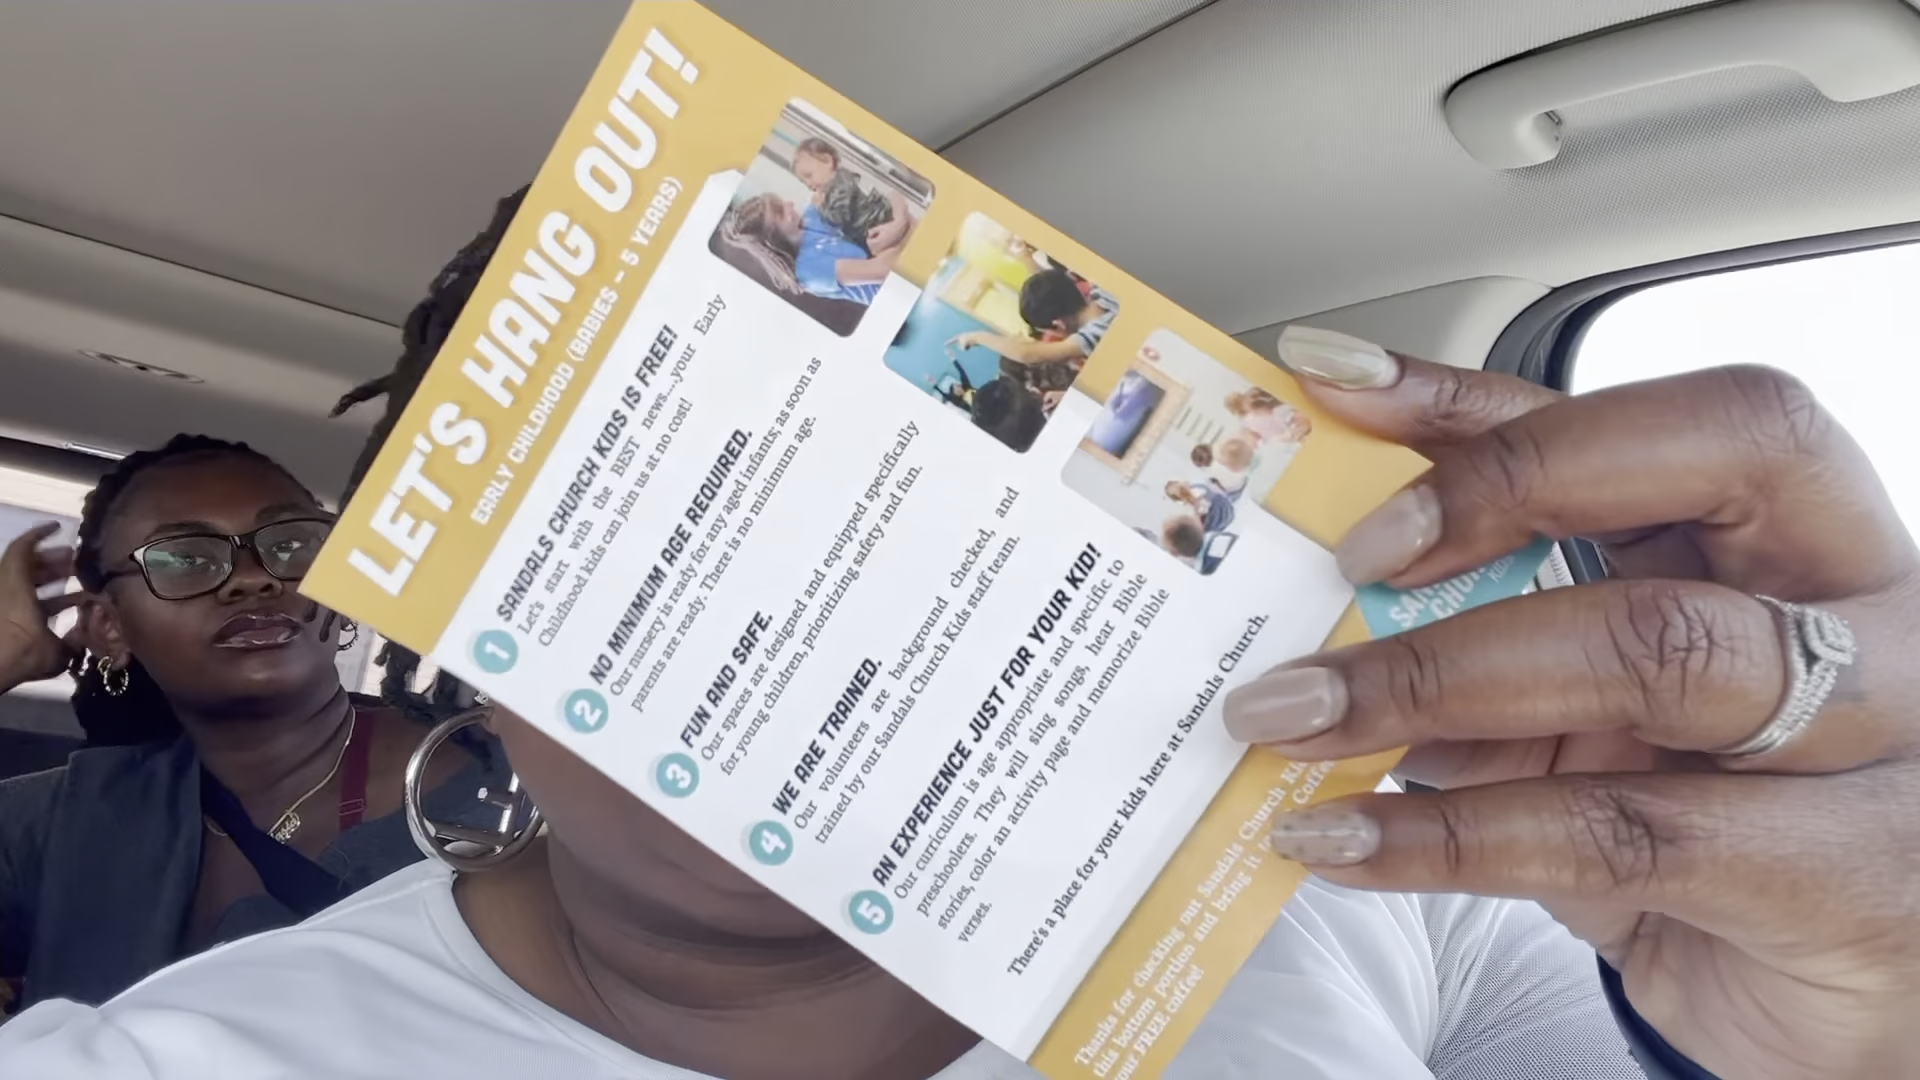 LET'S HANG OUT!
EARLY CHILDHOOD (BABIES - 5 YEARS)
1
SANDALS CHURCH KIDS IS FREE!
Let's start with the BEST news....your Early
Childhood kids can join us at no cost!
2
NO MINIMUM AGE REQUIRED.
Our nursery is ready for any aged infants; as soon as
parents are ready. There is no minimum age.
3
FUN AND SAFE.
Our spaces are designed and equipped specifically
for young children, prioritizing safety and fun.
4
WE ARE TRAINED.
Our volunteers are background checked, and
trained by our Sandals Church Kids staff team.
5
AN EXPERIENCE JUST FOR YOUR KID!
Our curriculum is age appropriate and specific to
preschoolers. They will sing songs, hear Bible
stories, color an activity page and memorize Bible
verses.
There's a place for your kids here at Sandals Church.
Thanks for checking our Sandals Church
this bottom portion and bring it Coffee
your FREE coffee!